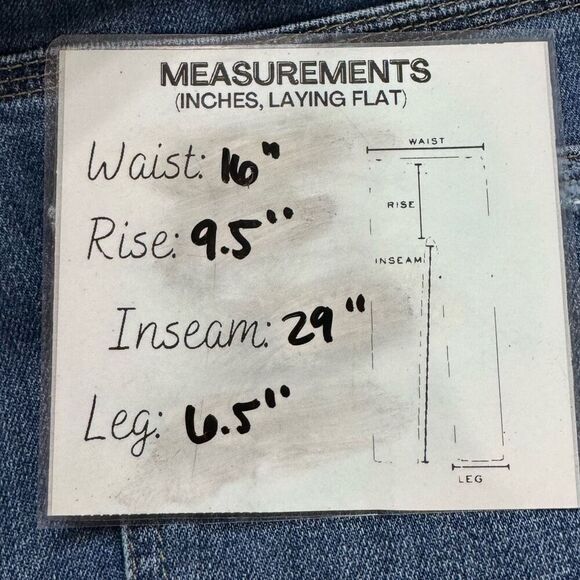 MEASUREMENTS
(INCHES, LAYING FLAT)
Waist: 16"
Rise: 9.5"
Inseam: 29"
Leg: 6.5"
WAIST
RISE
INSEAM
LEG